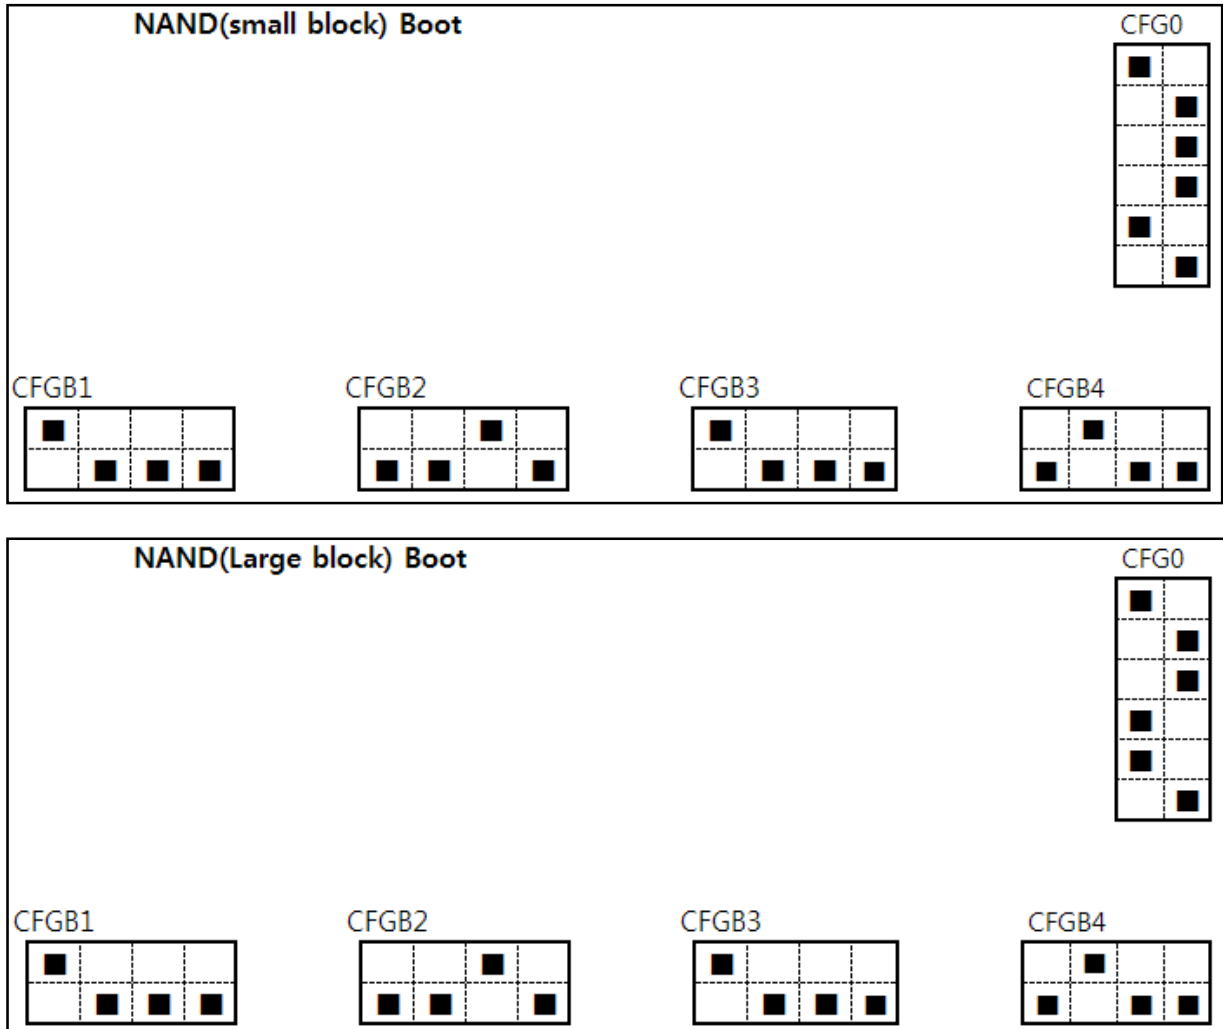 NAND(small block) Boot
CFG0
CFGB1
CFGB2
CFGB3
CFGB4
NAND(Large block) Boot
CFG0
CFGB1
CFGB2
CFGB3
CFGB4